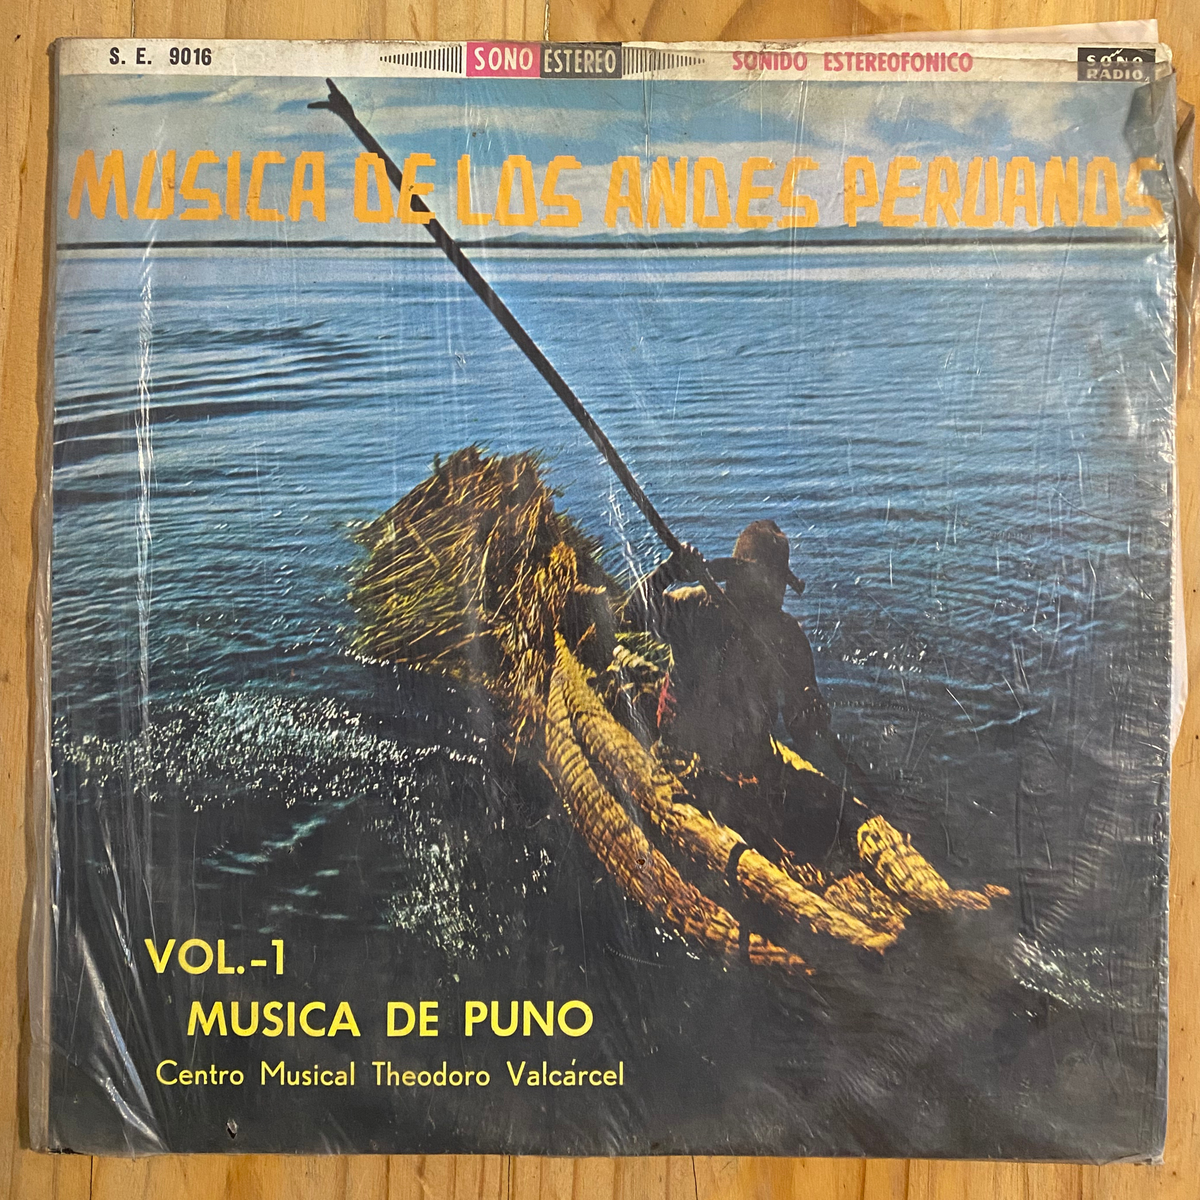 S. E. 9016 SONO ESTEREO SONIDO ESTEREOFONICO SONO
RADIO
MUSICA DE LOS ANDES PERUANOS
VOL.-1
MUSICA DE PUNO
Centro Musical Theodoro Valcárcel